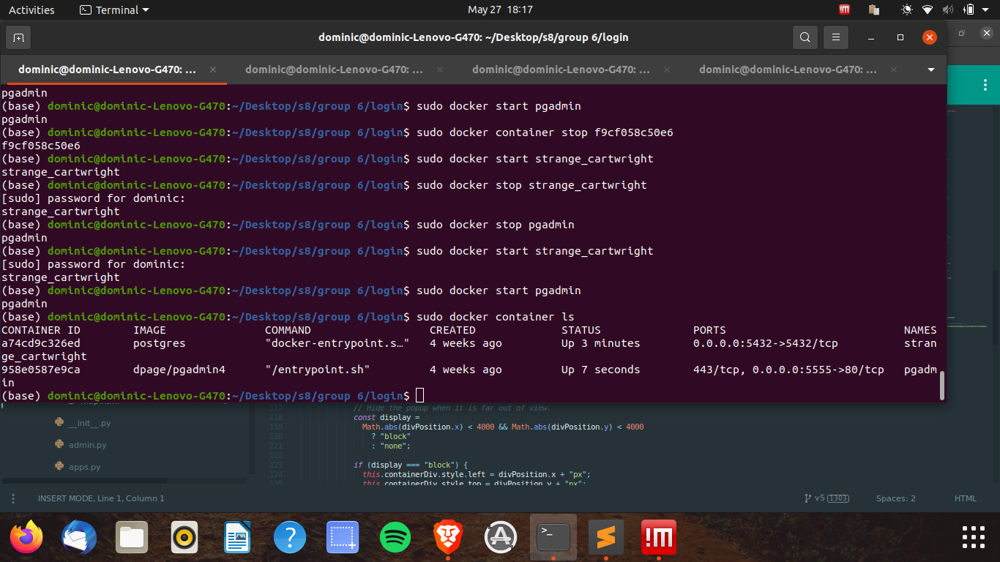 Activities
Terminal
May 27 18:17
dominic@dominic-Lenovo-G470: ~/Desktop/s8/group 6/login
dominic@dominic-Lenovo-G470: ...
dominic@dominic-Lenovo-G470: ...
dominic@dominic-Lenovo-G470: ...
dominic@dominic-Lenovo-G470: ...
pgadmin
(base) dominic@dominic-Lenovo-G470:~/Desktop/s8/group 6/login$ sudo docker start pgadmin
pgadmin
(base) dominic@dominic-Lenovo-G470:~/Desktop/s8/group 6/login$ sudo docker container stop f9cf058c50e6
f9cf058c50e6
(base) dominic@dominic-Lenovo-G470:~/Desktop/s8/group 6/login$ sudo docker start strange_cartwright
strange_cartwright
(base) dominic@dominic-Lenovo-G470:~/Desktop/s8/group 6/login$ sudo docker stop strange_cartwright
[sudo] password for dominic:
strange_cartwright
(base) dominic@dominic-Lenovo-G470:~/Desktop/s8/group 6/login$ sudo docker stop pgadmin
pgadmin
(base) dominic@dominic-Lenovo-G470:~/Desktop/s8/group 6/login$ sudo docker start strange_cartwright
[sudo] password for dominic:
strange_cartwright
(base) dominic@dominic-Lenovo-G470:~/Desktop/s8/group 6/login$ sudo docker start pgadmin
pgadmin
(base) dominic@dominic-Lenovo-G470:~/Desktop/s8/group 6/login$ sudo docker container ls
CONTAINER ID IMAGE COMMAND CREATED STATUS PORTS NAMES
a74cd9c326ed postgres "docker-entrypoint.s…" 4 weeks ago Up 3 minutes 0.0.0.0:5432->5432/tcp stran
ge_cartwright
958e0587e9ca dpage/pgadmin4 "/entrypoint.sh" 4 weeks ago Up 7 seconds 443/tcp, 0.0.0.0:5555->80/tcp pgadm
in
(base) dominic@dominic-Lenovo-G470:~/Desktop/s8/group 6/login$
117 // Hide the popup when it is far out of view.
118 const display =
119 Math.abs(divPosition.x) < 4000 && Math.abs(divPosition.y) < 4000
120 ? "block"
121 : "none";
122
123 if (display === "block") {
124 this.containerDiv.style.left = divPosition.x + "px";
125 this.containerDiv.style.top = divPosition.y + "px";
__init__.py
admin.py
apps.py
INSERT MODE, Line 1, Column 1
v5 1303
Spaces: 2
HTML